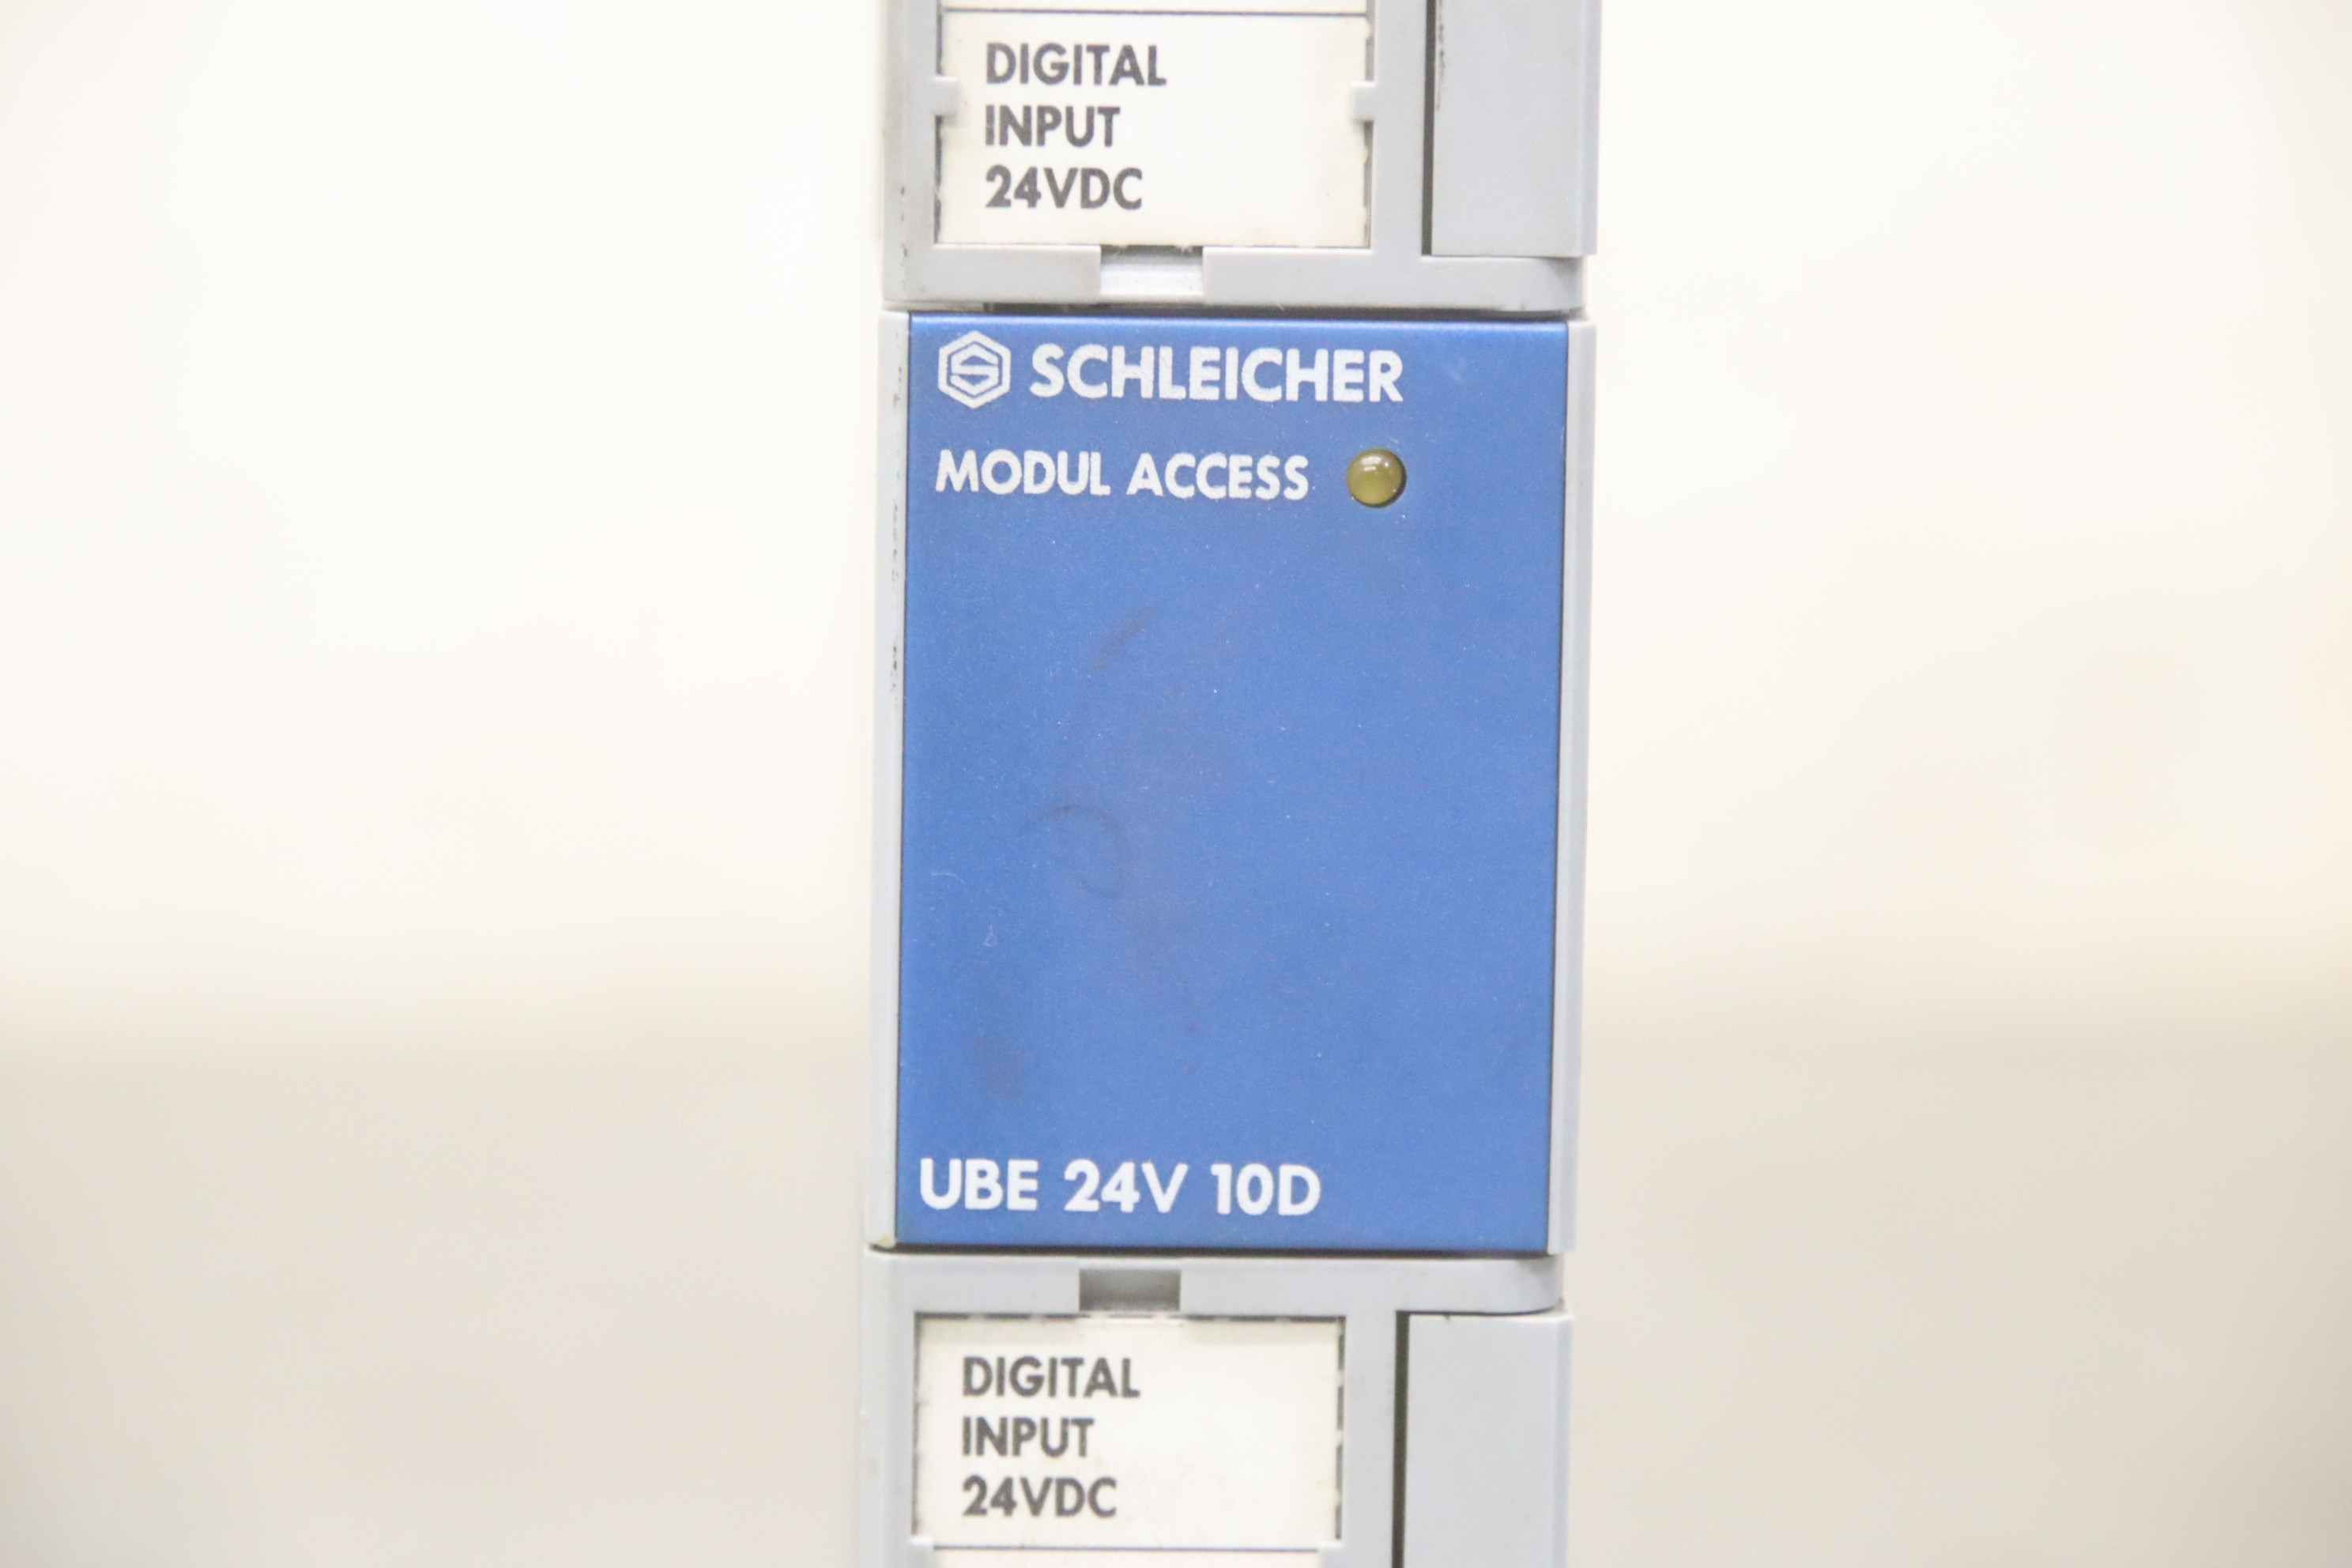 DIGITAL
INPUT
24VDC
SCHLEICHER
MODUL ACCESS
UBE 24V 10D
DIGITAL
INPUT
24VDC